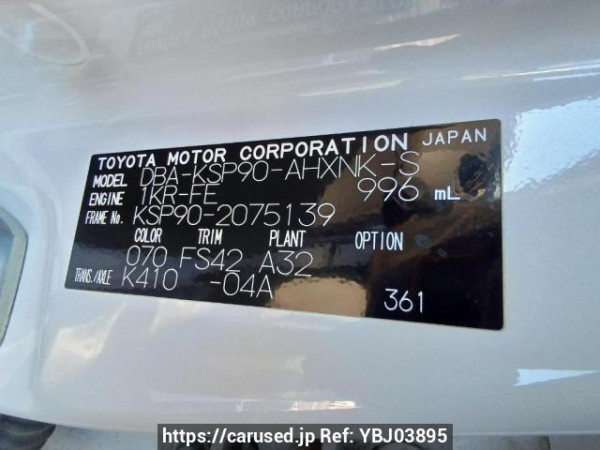 TOYOTA MOTOR CORPORATION JAPAN
MODEL DBA-KSP90-AHXNK-S
ENGINE 1KR-FE 996 mL
FRAME No. KSP90-2075139
COLOR TRIM PLANT OPTION
070 FS42 A32
TRANS./AXLE K410 -04A
361
https://carused.jp Ref: YBJ03895